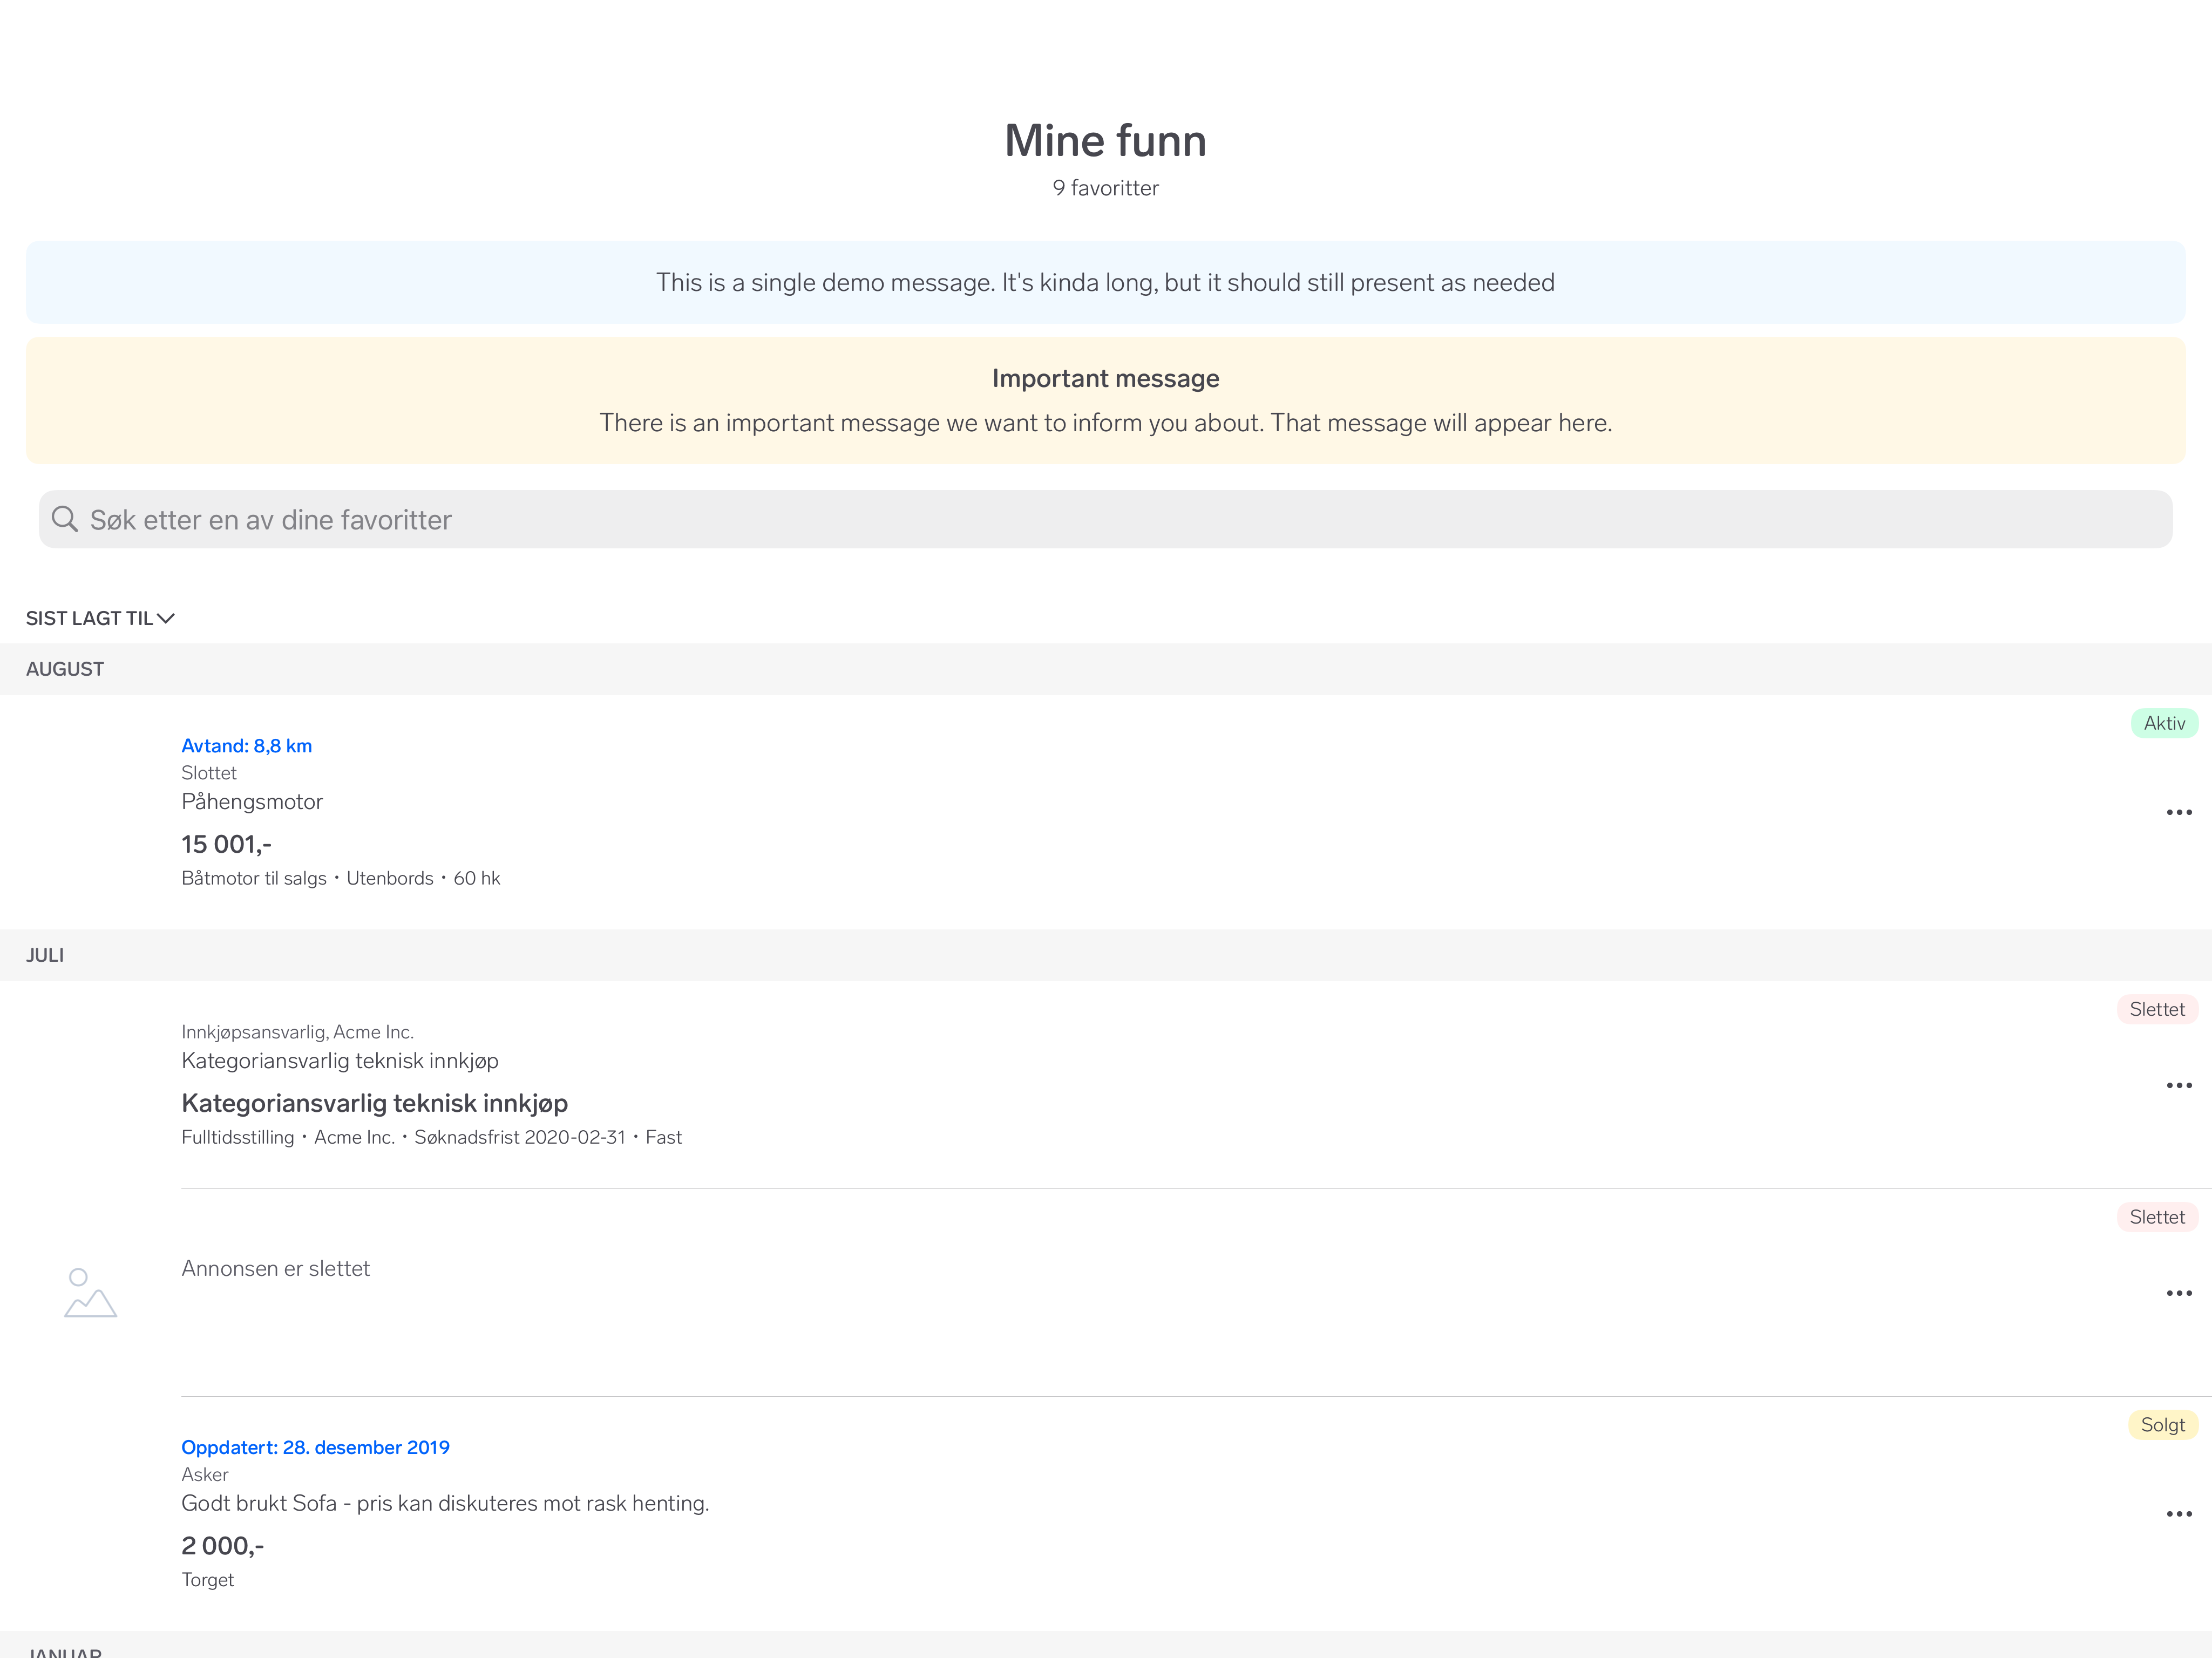 Mine funn
9 favoritter
This is a single demo message. It's kinda long, but it should still present as needed
Important message
There is an important message we want to inform you about. That message will appear here.
Søk etter en av dine favoritter
SIST LAGT TIL
AUGUST
Aktiv
Avtand: 8,8 km
Slottet
Påhengsmotor
15 001,-
Båtmotor til salgs • Utenbords • 60 hk
JULI
Slettet
Innkjøpsansvarlig, Acme Inc.
Kategoriansvarlig teknisk innkjøp
Kategoriansvarlig teknisk innkjøp
Fulltidsstilling • Acme Inc. • Søknadsfrist 2020-02-31 • Fast
Slettet
Annonsen er slettet
Solgt
Oppdatert: 28. desember 2019
Asker
Godt brukt Sofa - pris kan diskuteres mot rask henting.
2 000,-
Torget
JANUAR